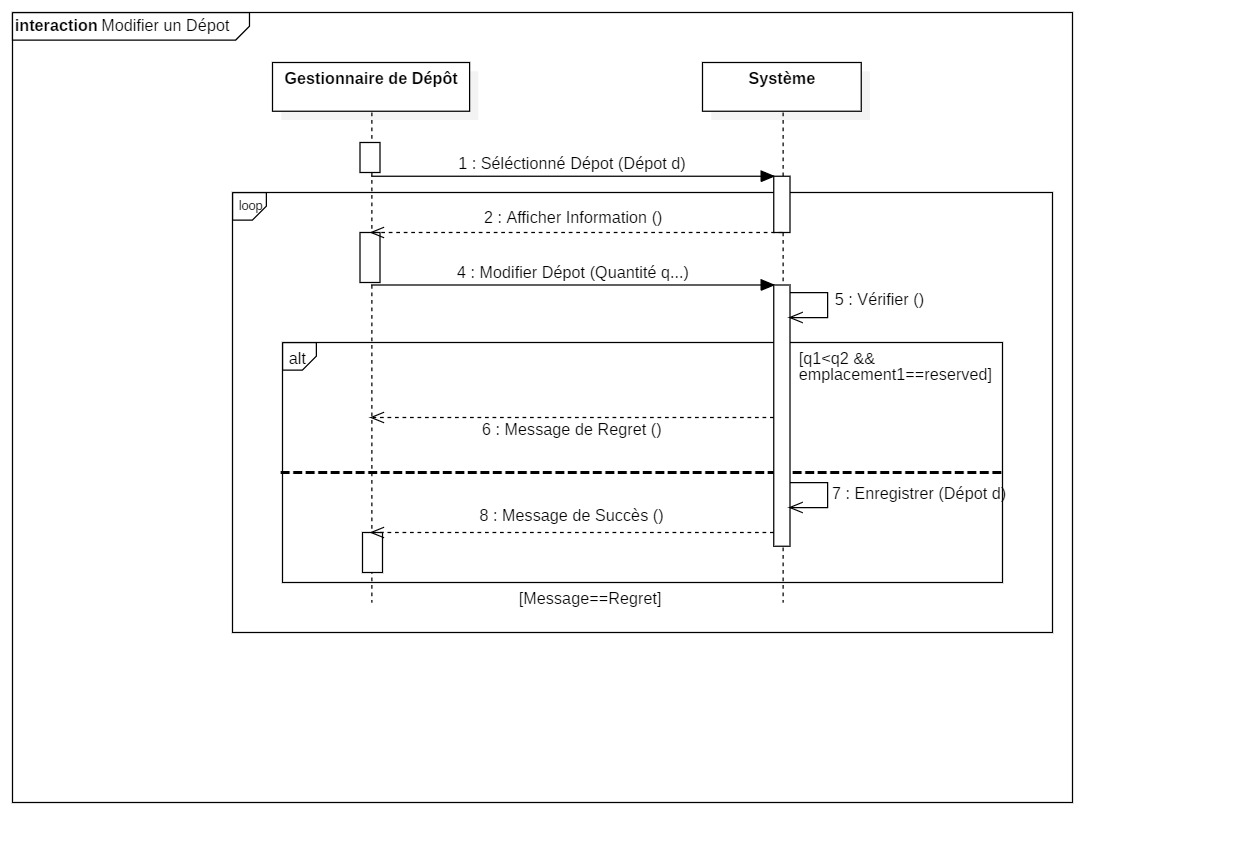 interaction Modifier un Dépot
Gestionnaire de Dépôt
Système
1 : Séléctionné Dépot (Dépot d)
loop
2 : Afficher Information ()
4 : Modifier Dépot (Quantité q...)
5 : Vérifier ()
alt
[q1<q2 &&
emplacement1==reserved]
6 : Message de Regret ()
7 : Enregistrer (Dépot d)
8 : Message de Succès ()
[Message==Regret]